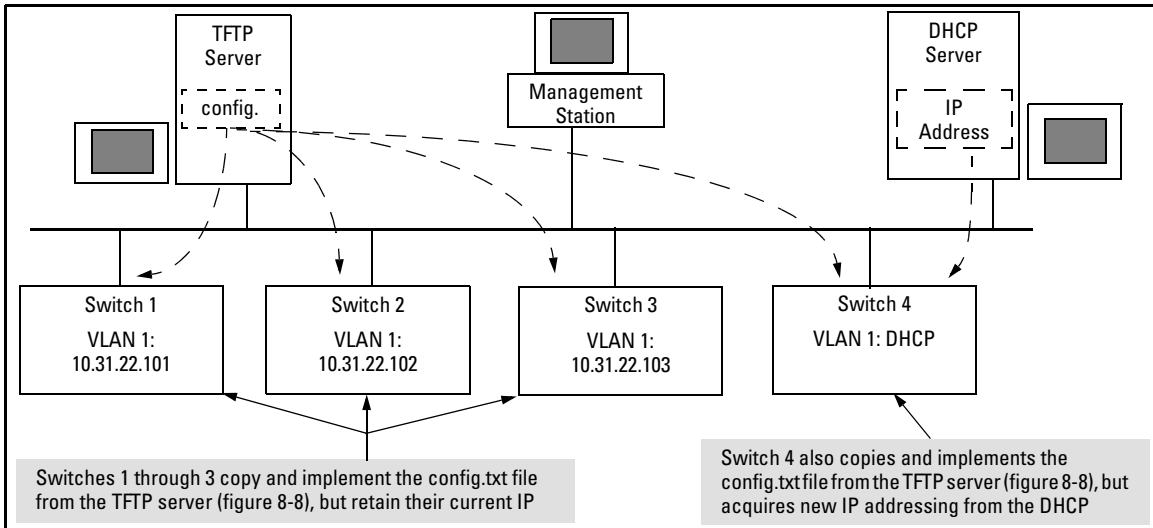 TFTP
Server
config.
Management
Station
DHCP
Server
IP
Address
Switch 1
VLAN 1:
10.31.22.101
Switch 2
VLAN 1:
10.31.22.102
Switch 3
VLAN 1:
10.31.22.103
Switch 4
VLAN 1: DHCP
Switches 1 through 3 copy and implement the config.txt file
from the TFTP server (figure 8-8), but retain their current IP
Switch 4 also copies and implements the
config.txt file from the TFTP server (figure 8-8), but
acquires new IP addressing from the DHCP